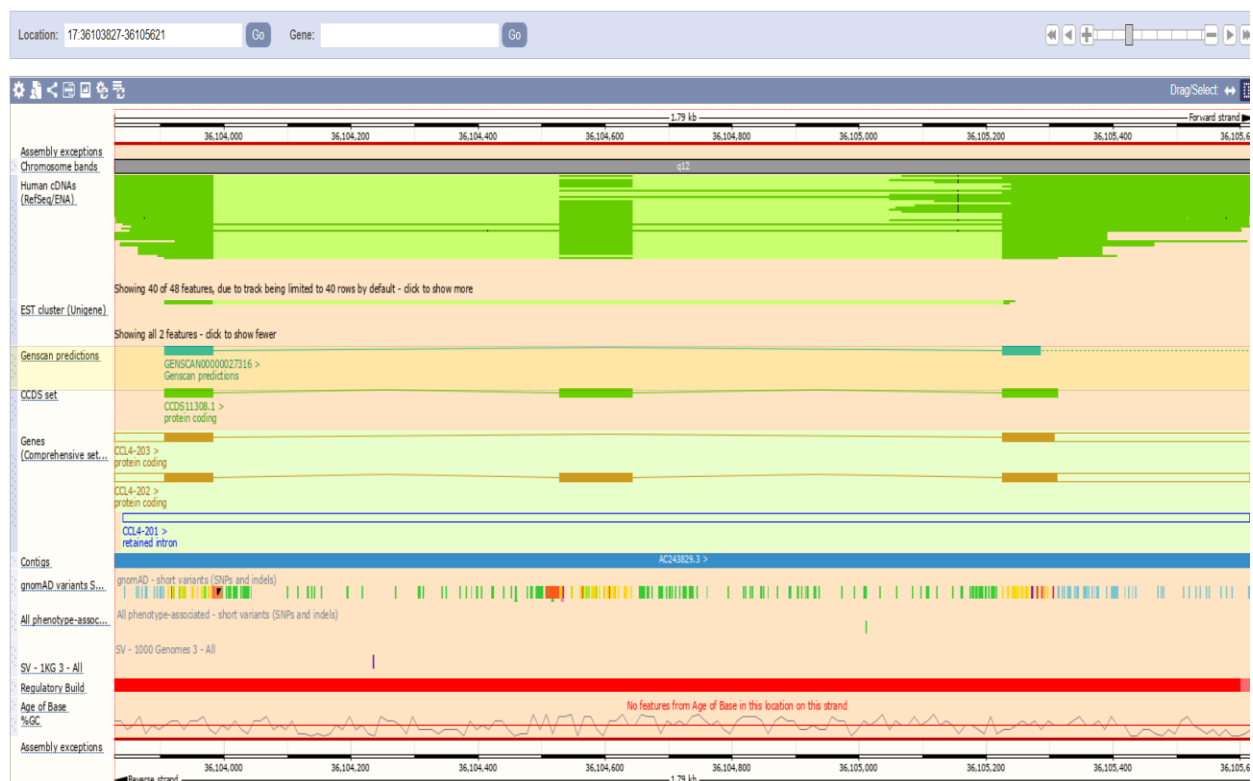 Location: 17:36103827-36105621 Go Gene: Go
Drag/Select:
1.79 kb Forward strand
36,104,000 36,104,200 36,104,400 36,104,600 36,104,800 36,105,000 36,105,200 36,105,400 36,105,6
Assembly exceptions
Chromosome bands q12
Human cDNAs
(RefSeq/ENA)
Showing 40 of 48 features, due to track being limited to 40 rows by default - click to show more
EST cluster (Unigene)
Showing all 2 features - click to show fewer
Genscan predictions
GENSCAN00000027316 >
Genscan predictions
CCDS set
CCDS11308.1 >
protein coding
Genes
(Comprehensive set...
CCL4-203 >
protein coding
CCL4-202 >
protein coding
CCL4-201 >
retained intron
Contigs AC243829.3 >
gnomAD variants S... gnomAD - short variants (SNPs and indels)
All phenotype-assoc... All phenotype-associated - short variants (SNPs and indels)
SV - 1000 Genomes 3 - All
SV - 1KG 3 - All
Regulatory Build
Age of Base No features from Age of Base in this location on this strand
%GC
Assembly exceptions
36,104,000 36,104,200 36,104,400 36,104,600 36,104,800 36,105,000 36,105,200 36,105,400 36,105,6
Reverse strand 1.79 kb